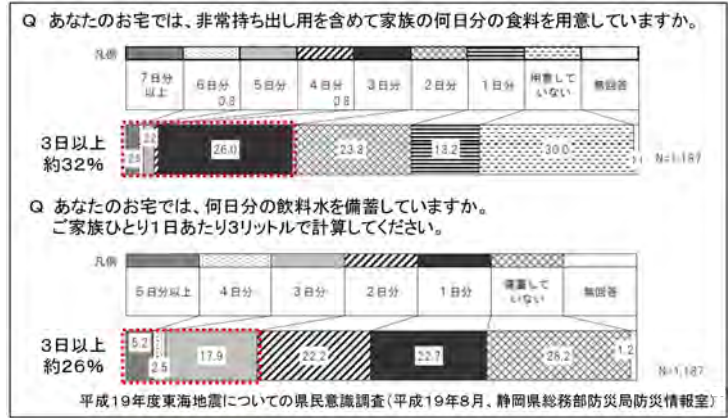 Q あなたのお宅では、非常持ち出し用を含めて家族の何日分の食料を用意していますか。
凡例
7日分以上 6日分 5日分 4日分 3日分 2日分 1日分 用意していない 無回答
0.8 0.8
3日以上
約32%
26.0 23.8 13.2 30.0 N=1,187
Q あなたのお宅では、何日分の飲料水を備蓄していますか。
ご家族ひとり1日あたり3リットルで計算してください。
凡例
5日分以上 4日分 3日分 2日分 1日分 備蓄していない 無回答
3日以上
約26%
5.2 2.5 17.9 22.2 22.7 28.2 1.2 N=1,187
平成19年度東海地震についての県民意識調査(平成19年8月、静岡県総務部防災局防災情報室)